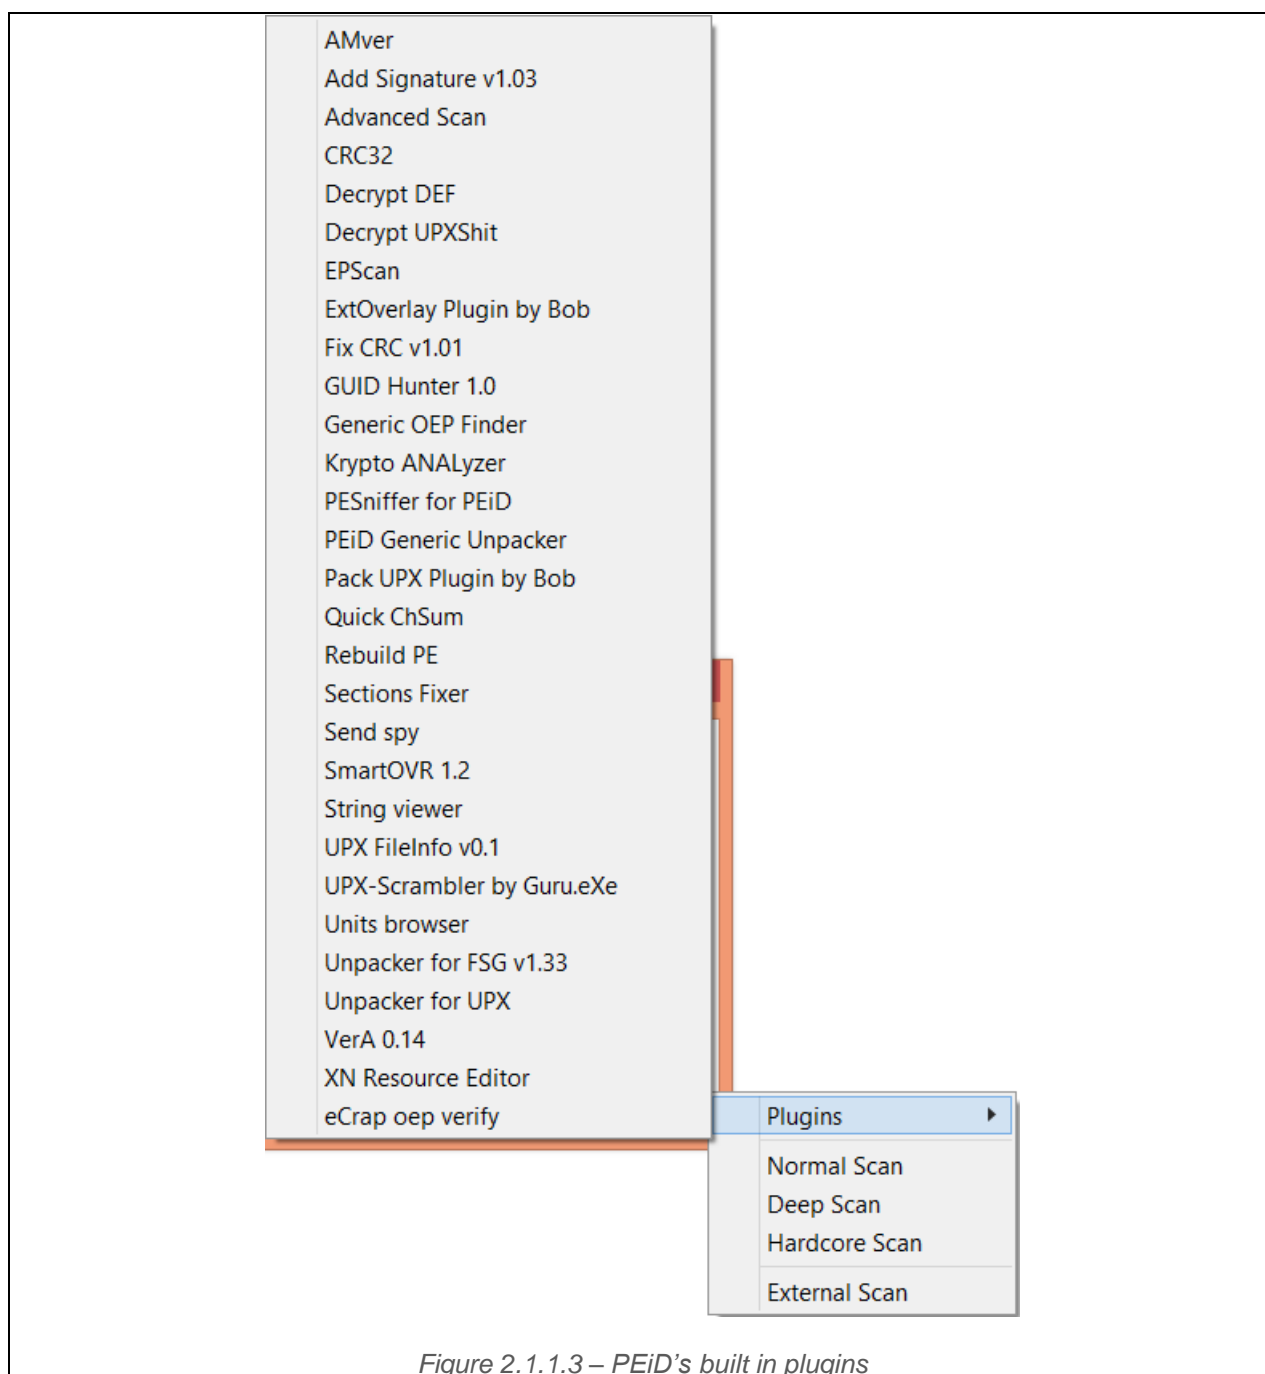 AMver
Add Signature v1.03
Advanced Scan
CRC32
Decrypt DEF
Decrypt UPXShit
EPScan
ExtOverlay Plugin by Bob
Fix CRC v1.01
GUID Hunter 1.0
Generic OEP Finder
Krypto ANALyzer
PESniffer for PEiD
PEiD Generic Unpacker
Pack UPX Plugin by Bob
Quick ChSum
Rebuild PE
Sections Fixer
Send spy
SmartOVR 1.2
String viewer
UPX FileInfo v0.1
UPX-Scrambler by Guru.eXe
Units browser
Unpacker for FSG v1.33
Unpacker for UPX
VerA 0.14
XN Resource Editor
eCrap oep verify
Plugins
Normal Scan
Deep Scan
Hardcore Scan
External Scan
Figure 2.1.1.3 – PEiD’s built in plugins